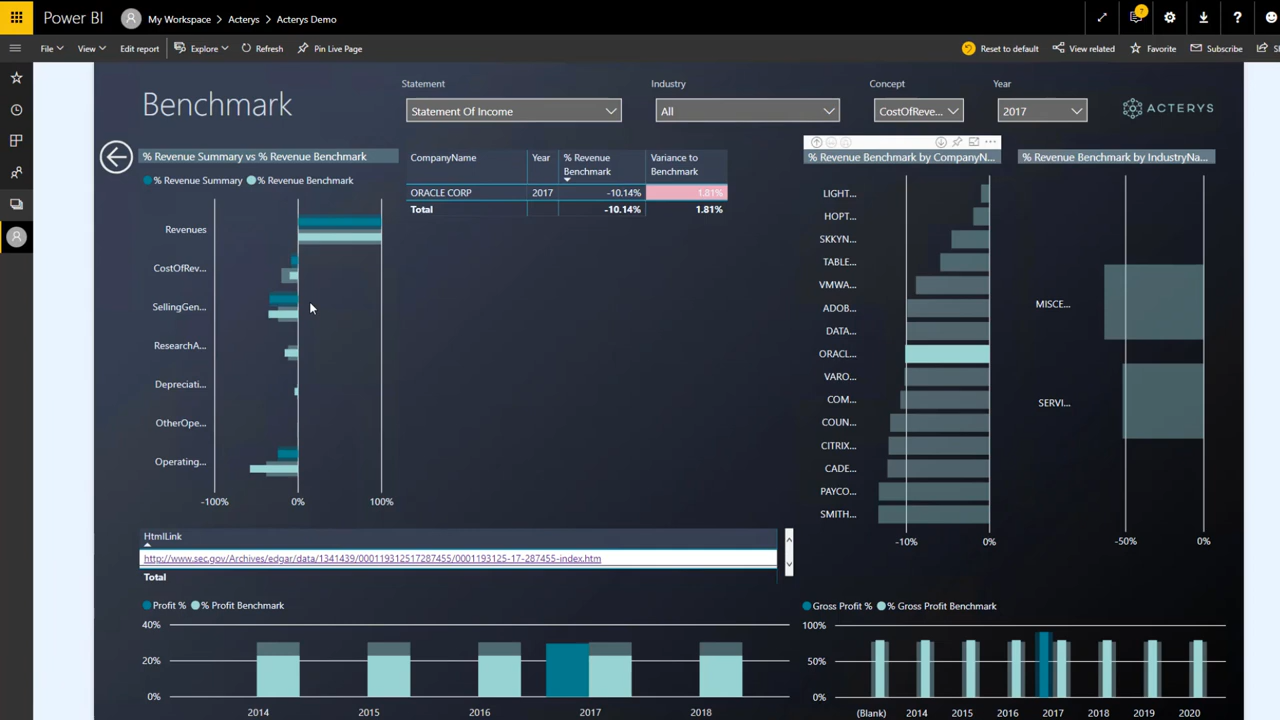 Power BI
My Workspace > Acterys > Acterys Demo
7
?
File
View
Edit report
Explore
Refresh
Pin Live Page
Reset to default
View related
Favorite
Subscribe
Benchmark
Statement
Industry
Concept
Year
Statement Of Income
All
CostOfReve...
2017
ACTERYS
% Revenue Summary vs % Revenue Benchmark
% Revenue Summary
% Revenue Benchmark
Revenues
CostOfRev...
SellingGen...
ResearchA...
Depreciati...
OtherOpe...
Operating...
-100%
0%
100%
CompanyName
Year
% Revenue Benchmark
Variance to Benchmark
ORACLE CORP 2017 -10.14% 1.81%
Total -10.14% 1.81%
% Revenue Benchmark by CompanyN...
LIGHT...
HOPT...
SKKYN...
TABLE...
VMWA...
ADOB...
DATA...
ORACL...
VARO...
COM...
COUN...
CITRIX...
CADE...
PAYCO...
SMITH...
-10%
0%
% Revenue Benchmark by IndustryNa...
MISCE...
SERVI...
-50%
0%
HtmlLink
http://www.sec.gov/Archives/edgar/data/1341439/000119312517287455/0001193125-17-287455-index.htm
Total
Profit %
% Profit Benchmark
40%
20%
0%
2014
2015
2016
2017
2018
Gross Profit %
% Gross Profit Benchmark
100%
50%
0%
(Blank)
2014
2015
2016
2017
2018
2019
2020